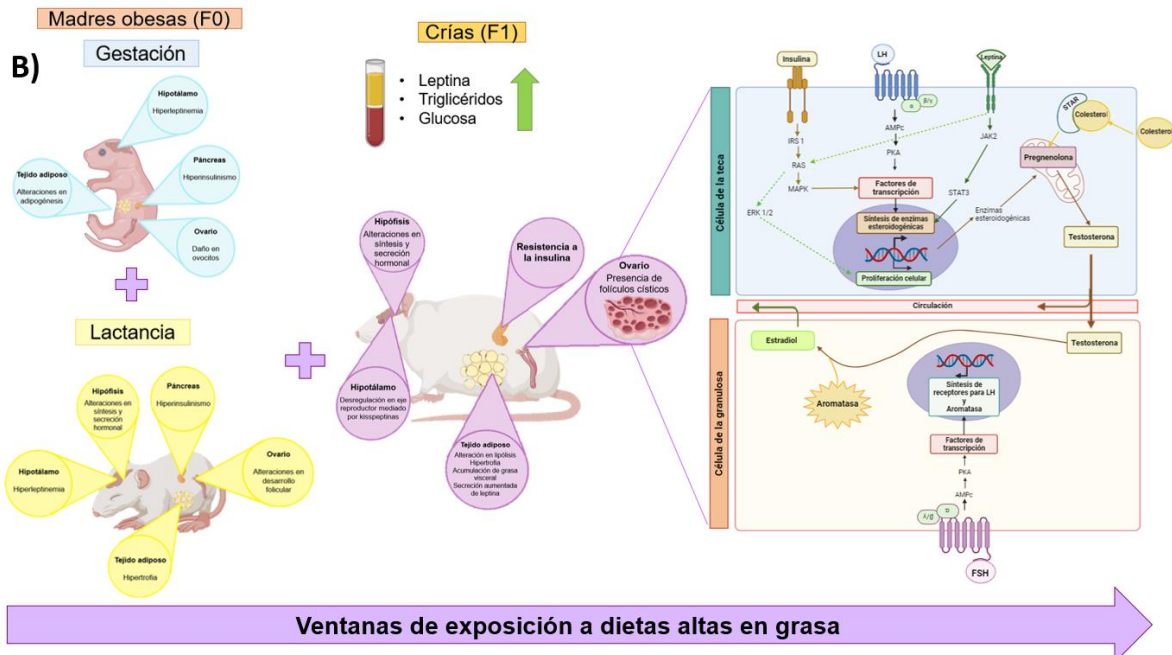 Madres obesas (F0)
Gestación
B)
Hipotálamo
Hiperleptinemia
Tejido adiposo
Alteraciones en
adipogénesis
Páncreas
Hiperinsulinismo
Ovario
Daño en
ovocitos
Lactancia
Hipófisis
Alteraciones en
síntesis y
secreción
hormonal
Páncreas
Hiperinsulinismo
Hipotálamo
Hiperleptinemia
Ovario
Alteraciones en
desarrollo
folicular
Tejido adiposo
Hipertrofia
Crías (F1)
• Leptina
• Triglicéridos
• Glucosa
Hipófisis
Alteraciones en
síntesis y
secreción
hormonal
Resistencia a
la insulina
Ovario
Presencia de
folículos císticos
Hipotálamo
Desregulación en eje
reproductor mediado
por kisspeptinas
Tejido adiposo
Alteración en lipólisis
Hipertrofia
Acumulación de grasa
visceral
Secreción aumentada
de leptina
Célula de la teca
Insulina
LH
Leptina
α
β/γ
STAR
Colesterol
Colesterol
IRS 1
RAS
MAPK
ERK 1/2
AMPc
PKA
JAK2
STAT3
Pregnenolona
Factores de
transcripción
Síntesis de enzimas
esteroidogénicas
Proliferación celular
Enzimas
esteroidogénicas
Testosterona
Circulación
Célula de la granulosa
Estradiol
Testosterona
Aromatasa
Síntesis de
receptores para LH
y
Aromatasa
Factores de
transcripción
PKA
AMPc
α
FSH
Ventanas de exposición a dietas altas en grasa